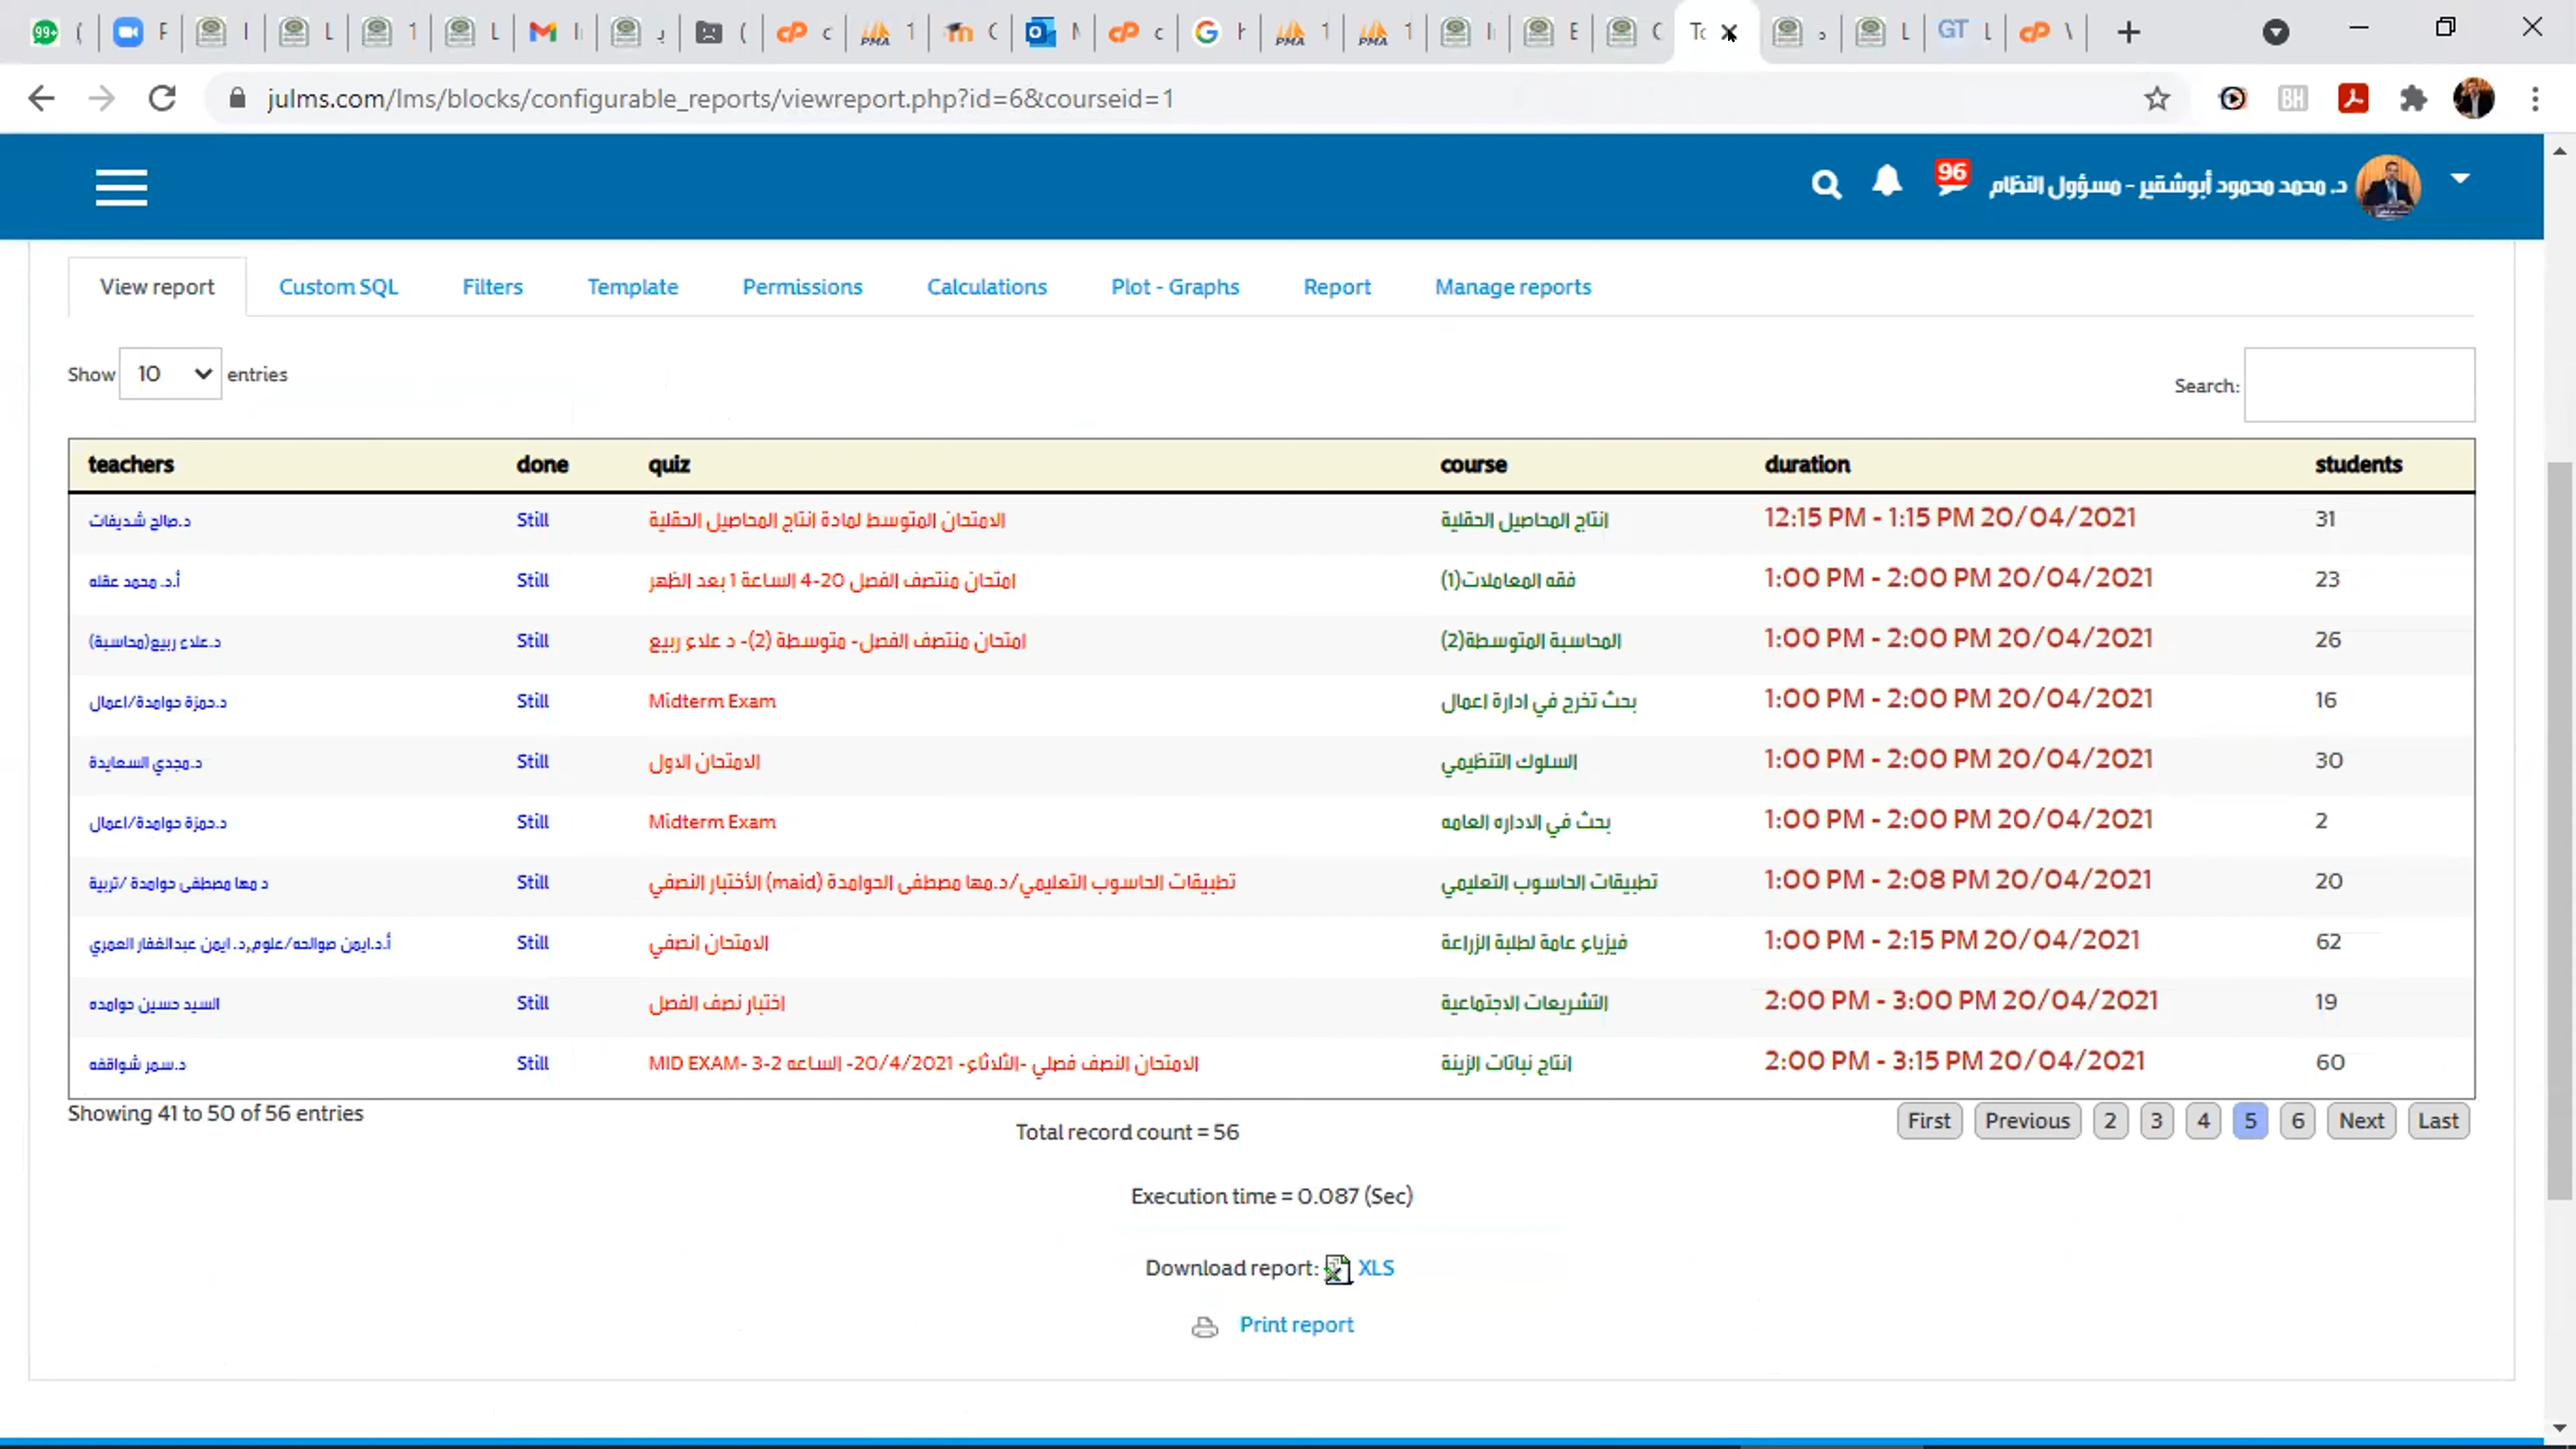 99+
julms.com/lms/blocks/configurable_reports/viewreport.php?id=6&courseid=1
96 د. محمد محمود أبوشقير - مسؤول النظام
View report Custom SQL Filters Template Permissions Calculations Plot - Graphs Report Manage reports
Show 10 entries
Search:
teachers done quiz course duration students
د.صالح شديفات Still الامتحان المتوسط لمادة إنتاج المحاصيل الحقلية إنتاج المحاصيل الحقلية 12:15 PM - 1:15 PM 20/04/2021 31
أ.د. محمد عقله Still امتحان منتصف الفصل 20-4 الساعة 1 بعد الظهر فقه المعاملات(1) 1:00 PM - 2:00 PM 20/04/2021 23
د.علاء ربيع(محاسبة) Still امتحان منتصف الفصل- متوسطة (2)- د علاء ربيع المحاسبة المتوسطة(2) 1:00 PM - 2:00 PM 20/04/2021 26
د.حمزة حوامدة/اعمال Still Midterm Exam بحث تخرج في ادارة اعمال 1:00 PM - 2:00 PM 20/04/2021 16
د.مجدي السعايدة Still الامتحان الاول السلوك التنظيمي 1:00 PM - 2:00 PM 20/04/2021 30
د.حمزة حوامدة/اعمال Still Midterm Exam بحث في الاداره العامه 1:00 PM - 2:00 PM 20/04/2021 2
د مها مصطفى حوامدة /تربية Still تطبيقات الحاسوب التعليمي/د.مها مصطفى الحوامدة (maid) الأختبار النصفي تطبيقات الحاسوب التعليمي 1:00 PM - 2:08 PM 20/04/2021 20
أ.د.ايمن صوالحه/علوم,د. ايمن عبدالغفار العمري Still الامتحان انصفي فيزياء عامة لطلبة الزراعة 1:00 PM - 2:15 PM 20/04/2021 62
السيد حسين حوامده Still اختبار نصف الفصل التشريعات الاجتماعية 2:00 PM - 3:00 PM 20/04/2021 19
د.سمر شواقفه Still الامتحان النصف فصلي -الثلاثاء- 20/4/2021- الساعه 2-3 MID EXAM- انتاج نباتات الزينة 2:00 PM - 3:15 PM 20/04/2021 60
Showing 41 to 50 of 56 entries
First Previous 2 3 4 5 6 Next Last
Total record count = 56
Execution time = 0.087 (Sec)
Download report: XLS
Print report